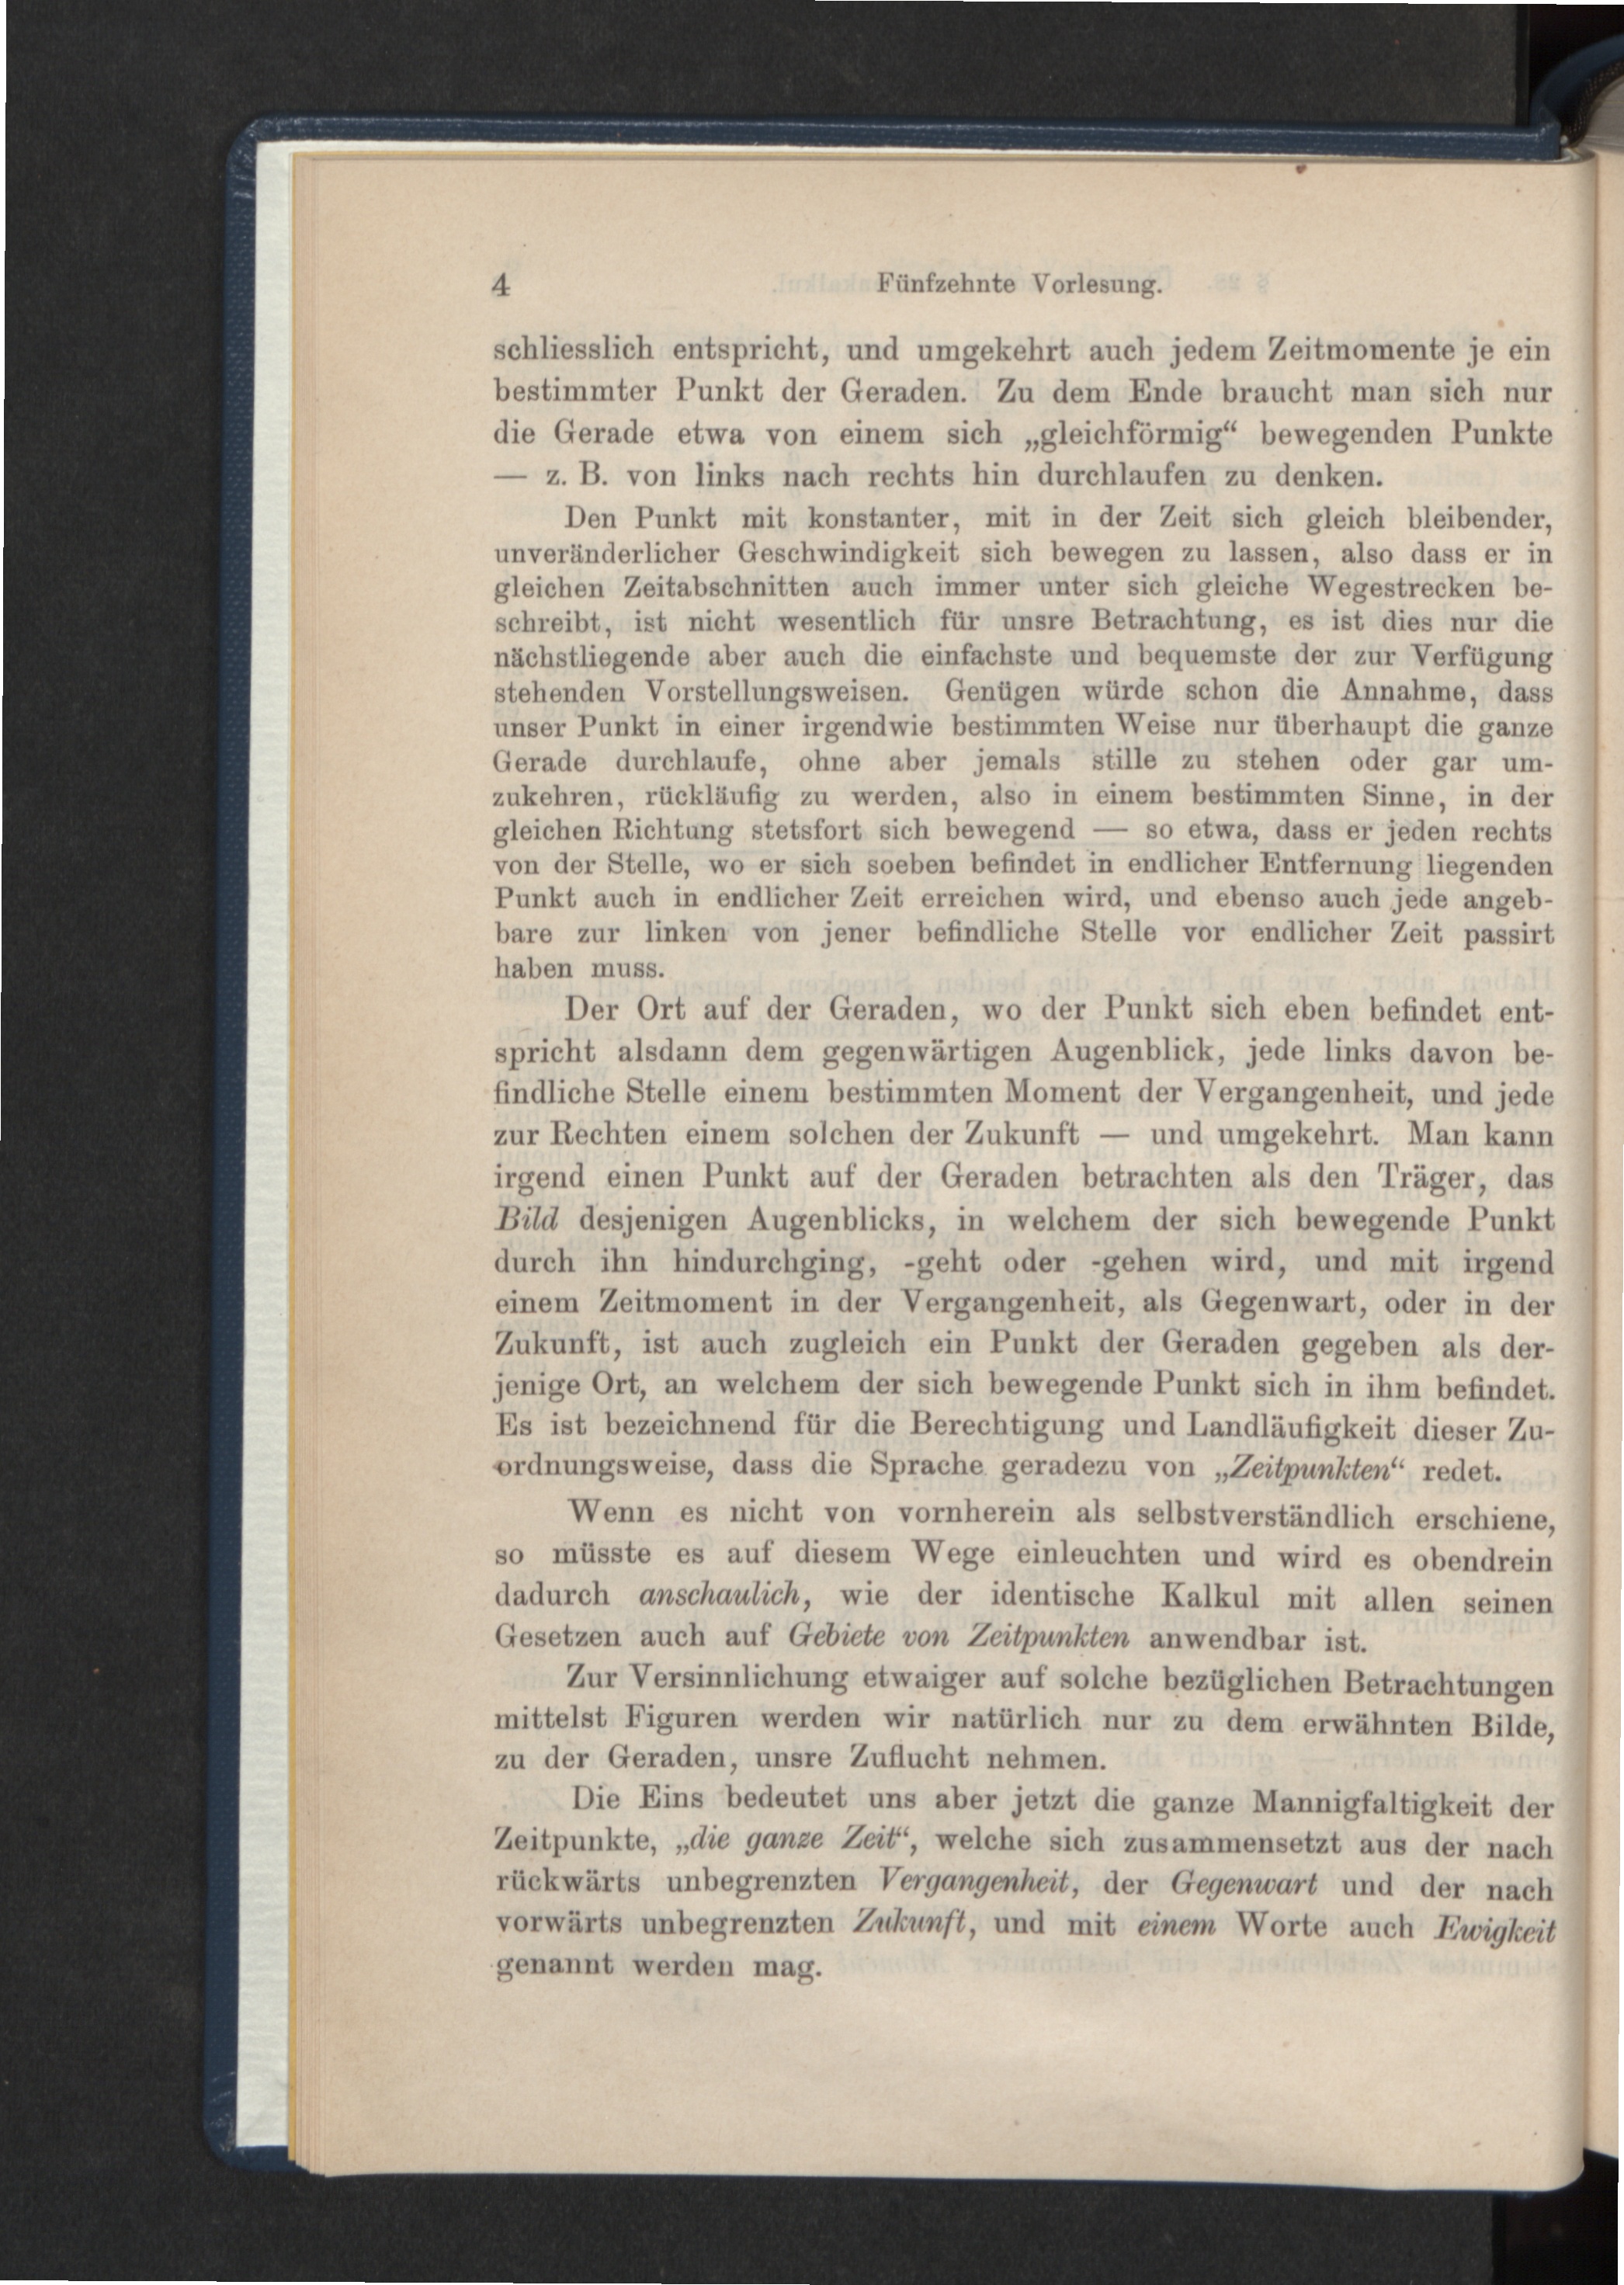 4
Fünfzehnte Vorlesung.
schliesslich entspricht, und umgekehrt auch jedem Zeitmomente je ein
bestimmter Punkt der Geraden. Zu dem Ende braucht man sich nur
die Gerade etwa von einem sich „gleichförmig“ bewegenden Punkte
— z. B. von links nach rechts hin durchlaufen zu denken.
Den Punkt mit konstanter, mit in der Zeit sich gleich bleibender,
unveränderlicher Geschwindigkeit sich bewegen zu lassen, also dass er in
gleichen Zeitabschnitten auch immer unter sich gleiche Wegestrecken be-
schreibt, ist nicht wesentlich für unsre Betrachtung, es ist dies nur die
nächstliegende aber auch die einfachste und bequemste der zur Verfügung
stehenden Vorstellungsweisen. Genügen würde schon die Annahme, dass
unser Punkt in einer irgendwie bestimmten Weise nur überhaupt die ganze
Gerade durchlaufe, ohne aber jemals stille zu stehen oder gar um-
zukehren, rückläufig zu werden, also in einem bestimmten Sinne, in der
gleichen Richtung stetsfort sich bewegend — so etwa, dass er jeden rechts
von der Stelle, wo er sich soeben befindet in endlicher Entfernung liegenden
Punkt auch in endlicher Zeit erreichen wird, und ebenso auch jede angeb-
bare zur linken von jener befindliche Stelle vor endlicher Zeit passirt
haben muss.
Der Ort auf der Geraden, wo der Punkt sich eben befindet ent-
spricht alsdann dem gegenwärtigen Augenblick, jede links davon be-
findliche Stelle einem bestimmten Moment der Vergangenheit, und jede
zur Rechten einem solchen der Zukunft — und umgekehrt. Man kann
irgend einen Punkt auf der Geraden betrachten als den Träger, das
Bild desjenigen Augenblicks, in welchem der sich bewegende Punkt
durch ihn hindurchging, -geht oder -gehen wird, und mit irgend
einem Zeitmoment in der Vergangenheit, als Gegenwart, oder in der
Zukunft, ist auch zugleich ein Punkt der Geraden gegeben als der-
jenige Ort, an welchem der sich bewegende Punkt sich in ihm befindet.
Es ist bezeichnend für die Berechtigung und Landläufigkeit dieser Zu-
ordnungsweise, dass die Sprache geradezu von „Zeitpunkten“ redet.
Wenn es nicht von vornherein als selbstverständlich erschiene,
so müsste es auf diesem Wege einleuchten und wird es obendrein
dadurch anschaulich, wie der identische Kalkul mit allen seinen
Gesetzen auch auf Gebiete von Zeitpunkten anwendbar ist.
Zur Versinnlichung etwaiger auf solche bezüglichen Betrachtungen
mittelst Figuren werden wir natürlich nur zu dem erwähnten Bilde,
zu der Geraden, unsre Zuflucht nehmen.
Die Eins bedeutet uns aber jetzt die ganze Mannigfaltigkeit der
Zeitpunkte, „die ganze Zeit“, welche sich zusammensetzt aus der nach
rückwärts unbegrenzten Vergangenheit, der Gegenwart und der nach
vorwärts unbegrenzten Zukunft, und mit einem Worte auch Ewigkeit
genannt werden mag.